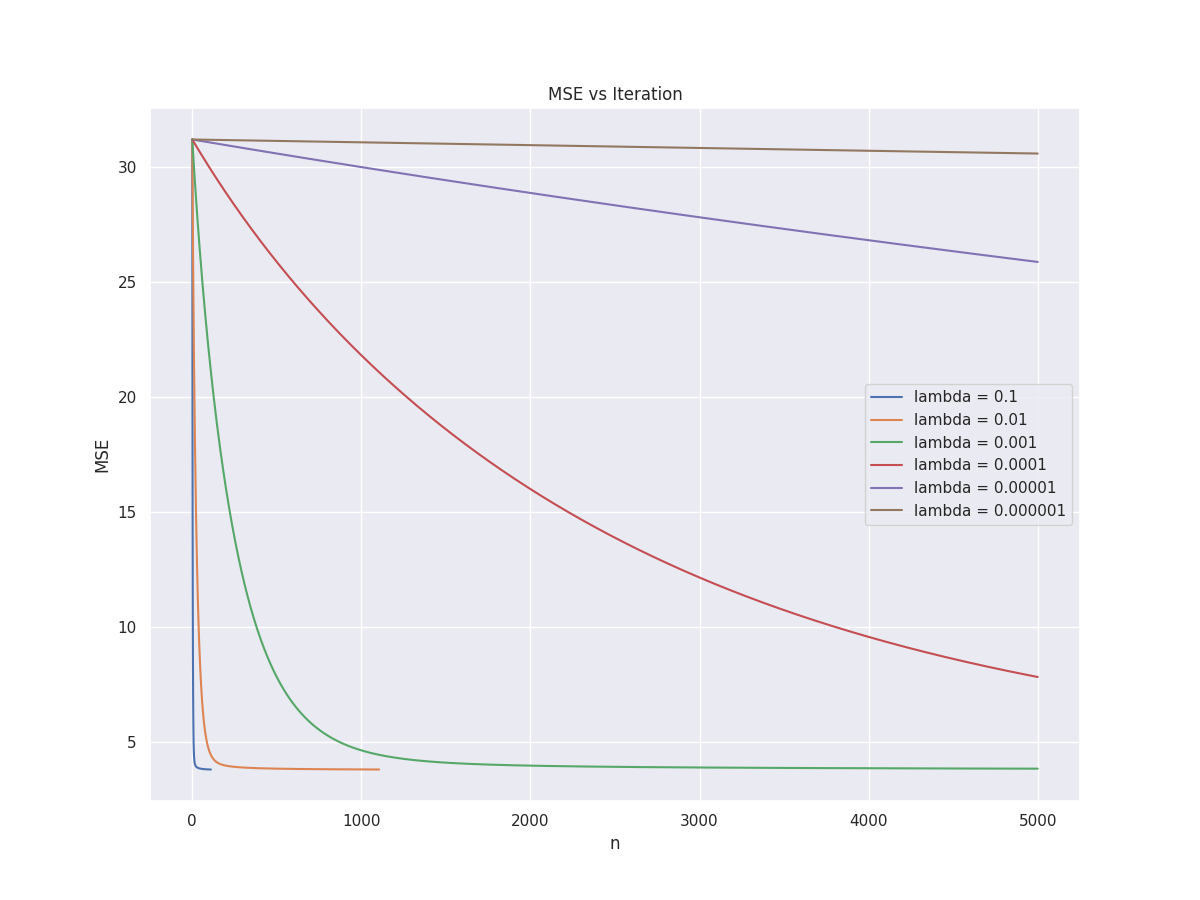 MSE vs Iteration
MSE
30
25
20
15
10
5
lambda = 0.1
lambda = 0.01
lambda = 0.001
lambda = 0.0001
lambda = 0.00001
lambda = 0.000001
0 1000 2000 3000 4000 5000
n